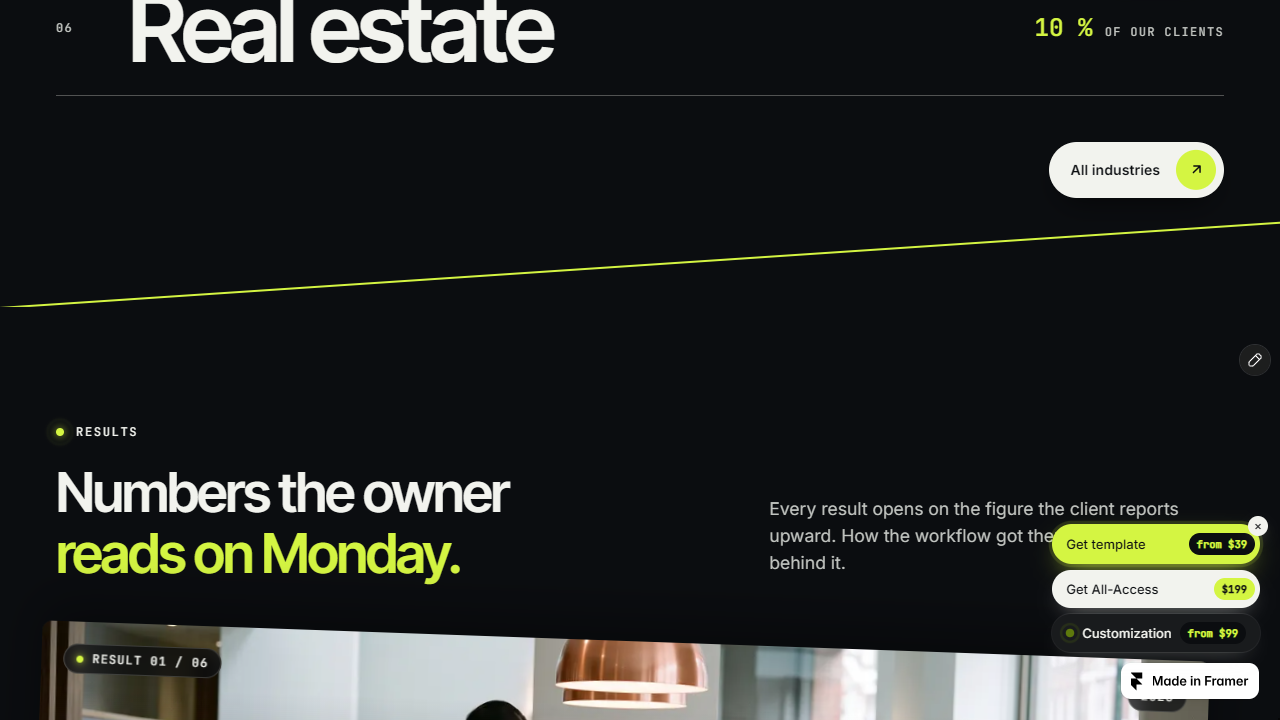 06
Real estate
10 % OF OUR CLIENTS
All industries
RESULTS
Numbers the owner
reads on Monday.
Every result opens on the figure the client reports
upward. How the workflow got the
behind it.
Get template from $39
Get All-Access $199
Customization from $99
RESULT 01 / 06
Made in Framer